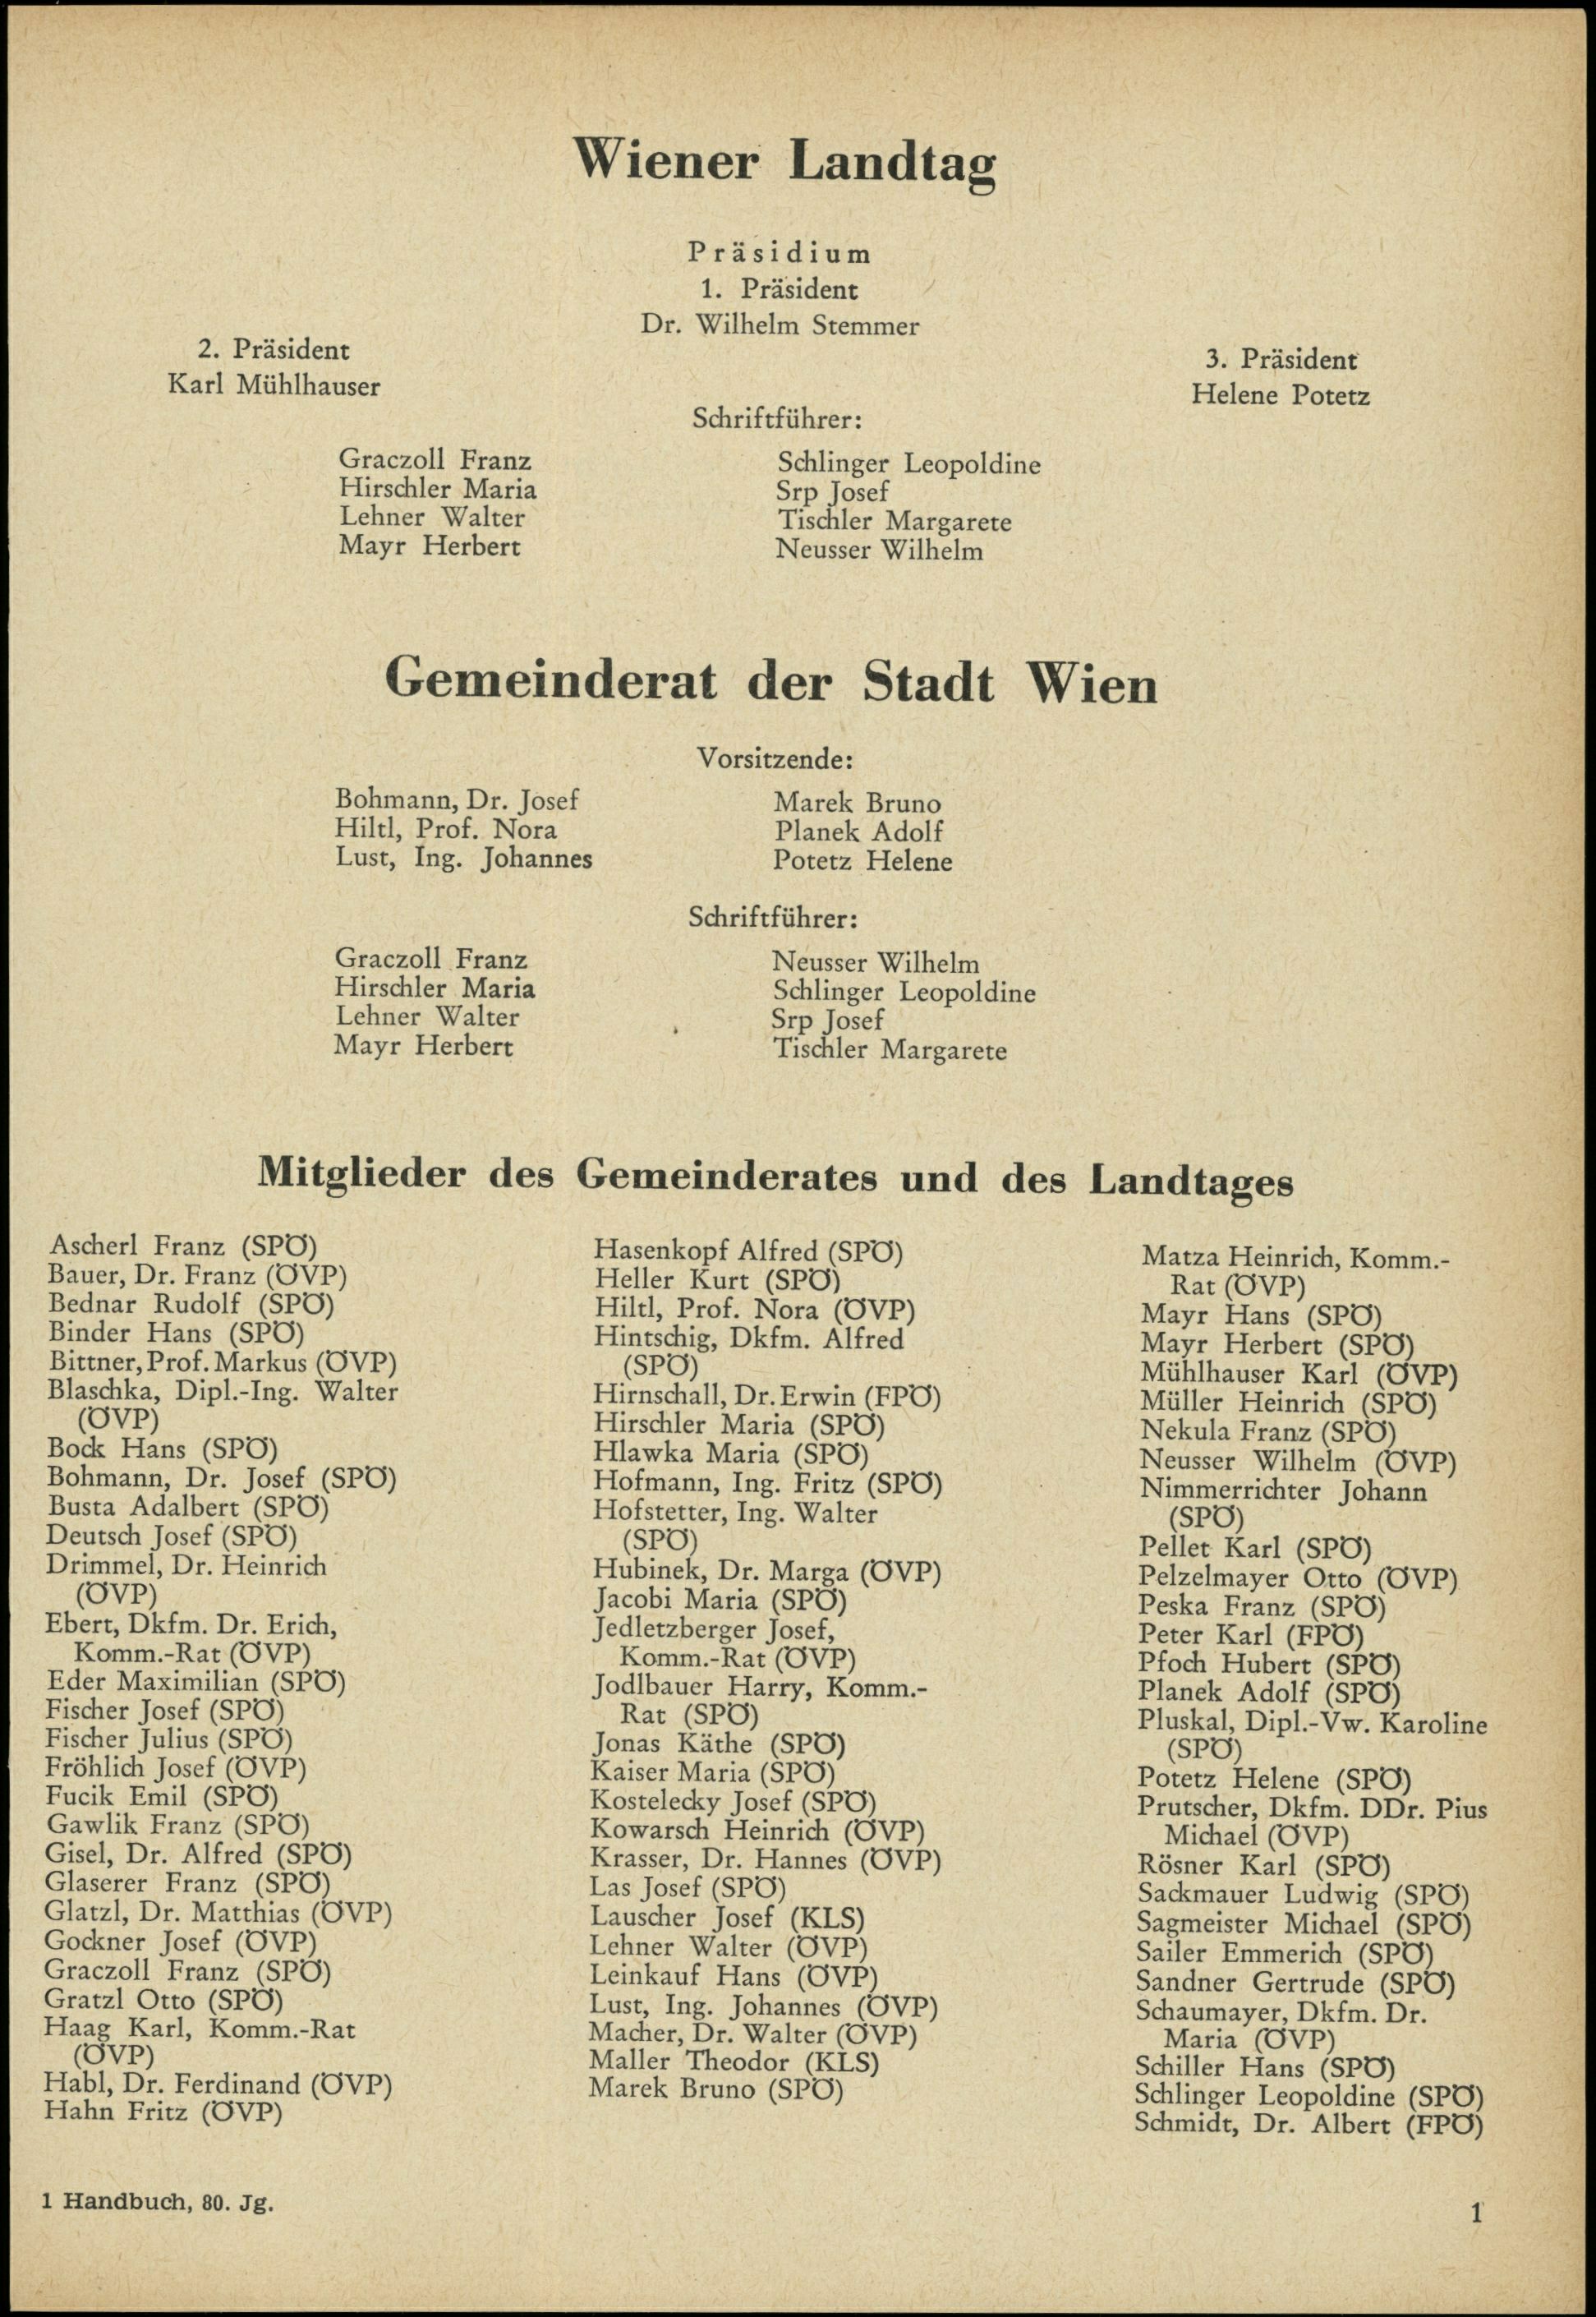 Wiener Landtag
Präsidium
1. Präsident
Dr. Wilhelm Stemmer
2. Präsident
Karl Mühlhauser
3. Präsident
Helene Potetz
Schriftführer:
Graczoll Franz
Hirschler Maria
Lehner Walter
Mayr Herbert
Schlinger Leopoldine
Srp Josef
Tischler Margarete
Neusser Wilhelm
Gemeinderat der Stadt Wien
Vorsitzende:
Bohmann, Dr. Josef
Hiltl, Prof. Nora
Lust, Ing. Johannes
Marek Bruno
Planek Adolf
Potetz Helene
Schriftführer:
Graczoll Franz
Hirschler Maria
Lehner Walter
Mayr Herbert
Neusser Wilhelm
Schlinger Leopoldine
Srp Josef
Tischler Margarete
Mitglieder des Gemeinderates und des Landtages
Ascherl Franz (SPÖ)
Bauer, Dr. Franz (ÖVP)
Bednar Rudolf (SPÖ)
Binder Hans (SPÖ)
Bittner, Prof. Markus (ÖVP)
Blaschka, Dipl.-Ing. Walter
(ÖVP)
Bock Hans (SPÖ)
Bohmann, Dr. Josef (SPÖ)
Busta Adalbert (SPÖ)
Deutsch Josef (SPÖ)
Drimmel, Dr. Heinrich
(ÖVP)
Ebert, Dkfm. Dr. Erich,
Komm.-Rat (ÖVP)
Eder Maximilian (SPÖ)
Fischer Josef (SPÖ)
Fischer Julius (SPÖ)
Fröhlich Josef (ÖVP)
Fucik Emil (SPÖ)
Gawlik Franz (SPÖ)
Gisel, Dr. Alfred (SPÖ)
Glaserer Franz (SPÖ)
Glatzl, Dr. Matthias (ÖVP)
Gockner Josef (ÖVP)
Graczoll Franz (SPÖ)
Gratzl Otto (SPÖ)
Haag Karl, Komm.-Rat
(ÖVP)
Habl, Dr. Ferdinand (ÖVP)
Hahn Fritz (ÖVP)
Hasenkopf Alfred (SPÖ)
Heller Kurt (SPÖ)
Hiltl, Prof. Nora (ÖVP)
Hintschig, Dkfm. Alfred
(SPÖ)
Hirnschall, Dr. Erwin (FPÖ)
Hirschler Maria (SPÖ)
Hlawka Maria (SPÖ)
Hofmann, Ing. Fritz (SPÖ)
Hofstetter, Ing. Walter
(SPÖ)
Hubinek, Dr. Marga (ÖVP)
Jacobi Maria (SPÖ)
Jedletzberger Josef,
Komm.-Rat (ÖVP)
Jodlbauer Harry, Komm.-
Rat (SPÖ)
Jonas Käthe (SPÖ)
Kaiser Maria (SPÖ)
Kostelecky Josef (SPÖ)
Kowarsch Heinrich (ÖVP)
Krasser, Dr. Hannes (ÖVP)
Las Josef (SPÖ)
Lauscher Josef (KLS)
Lehner Walter (ÖVP)
Leinkauf Hans (ÖVP)
Lust, Ing. Johannes (ÖVP)
Macher, Dr. Walter (ÖVP)
Maller Theodor (KLS)
Marek Bruno (SPÖ)
Matza Heinrich, Komm.-
Rat (ÖVP)
Mayr Hans (SPÖ)
Mayr Herbert (SPÖ)
Mühlhauser Karl (ÖVP)
Müller Heinrich (SPÖ)
Nekula Franz (SPÖ)
Neusser Wilhelm (ÖVP)
Nimmerrichter Johann
(SPÖ)
Pellet Karl (SPÖ)
Pelzelmayer Otto (ÖVP)
Peska Franz (SPÖ)
Peter Karl (FPÖ)
Pfoch Hubert (SPÖ)
Planek Adolf (SPÖ)
Pluskal, Dipl.-Vw. Karoline
(SPÖ)
Potetz Helene (SPÖ)
Prutscher, Dkfm. DDr. Pius
Michael (ÖVP)
Rösner Karl (SPÖ)
Sackmauer Ludwig (SPÖ)
Sagmeister Michael (SPÖ)
Sailer Emmerich (SPÖ)
Sandner Gertrude (SPÖ)
Schaumayer, Dkfm. Dr.
Maria (ÖVP)
Schiller Hans (SPÖ)
Schlinger Leopoldine (SPÖ)
Schmidt, Dr. Albert (FPÖ)
1 Handbuch, 80. Jg.
1